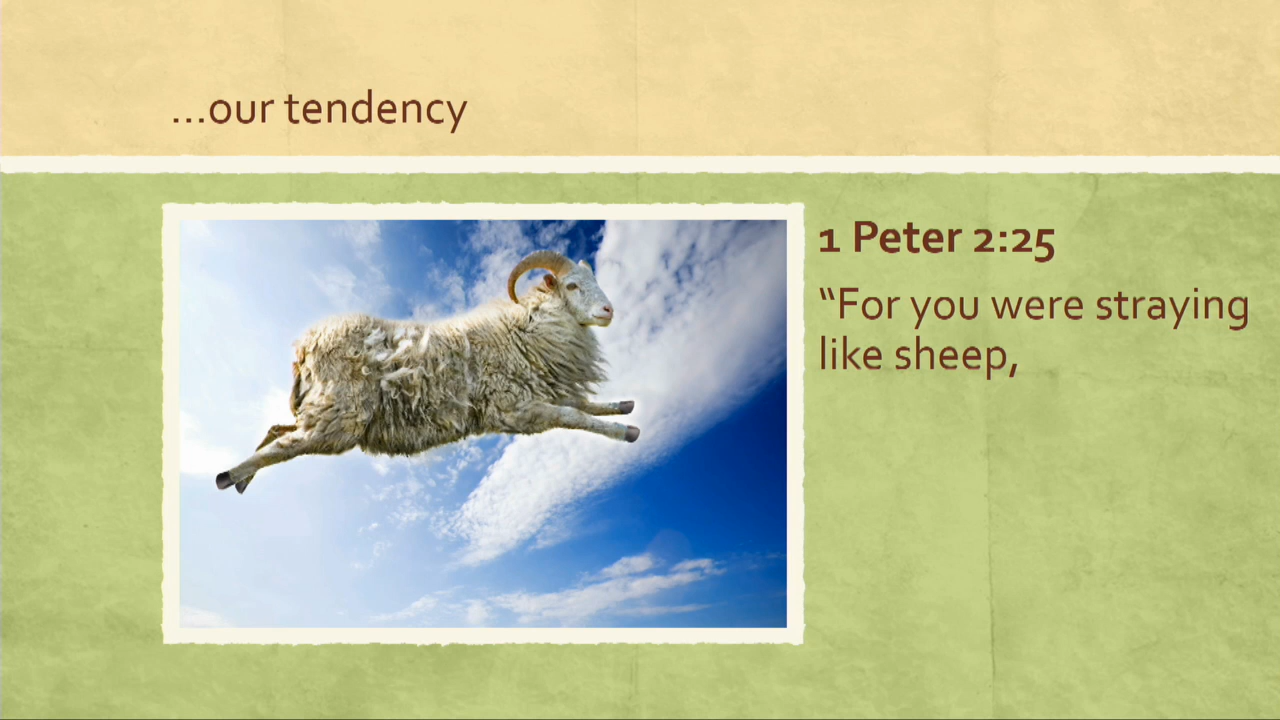 …our tendency
1 Peter 2:25
“For you were straying
like sheep,